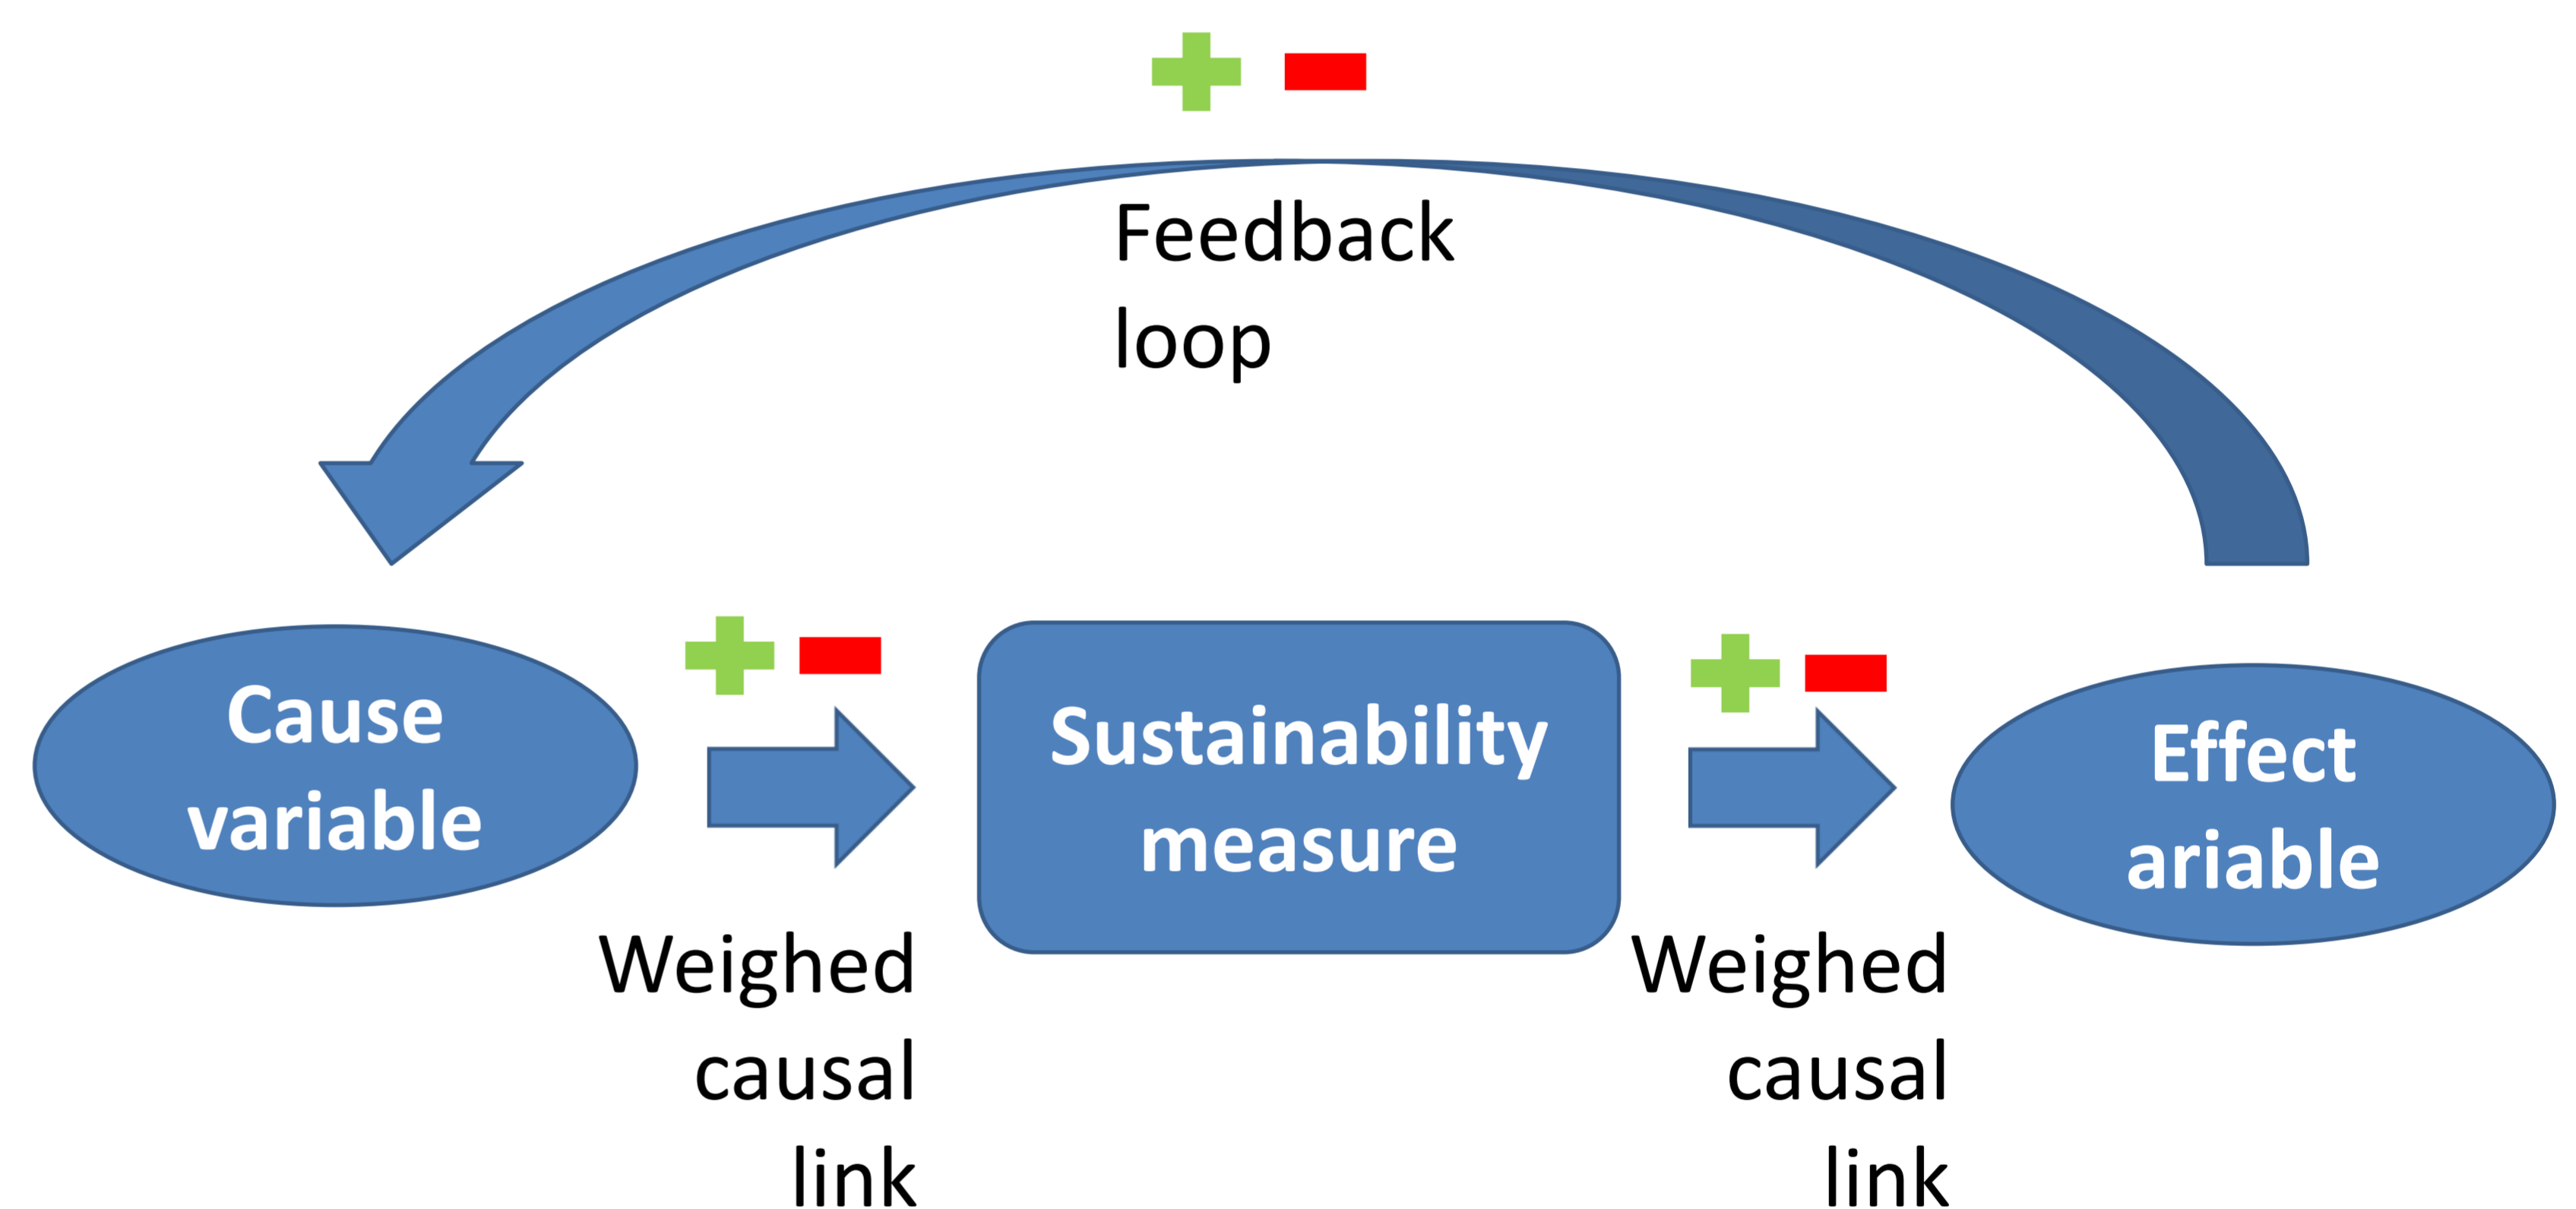 Feedback
loop
Cause
variable
Weighed
causal
link
Sustainability
measure
Weighed
causal
link
Effect
ariable